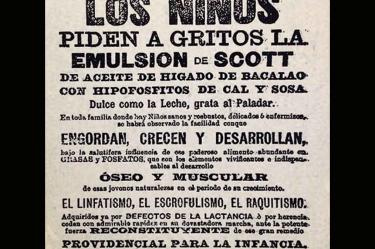 LOS NIÑOS
PIDEN A GRITOS LA
EMULSION DE SCOTT
DE ACEITE DE HIGADO DE BACALAO
CON HIPOFOSFITOS DE CAL Y SOSA.
Dulce como la Leche, grata al Paladar.
En toda familia donde hay Niños sanos y robustos, délicados ó enfermizos,
se habrá observado la facilidad conque
ENGORDAN, CRECEN Y DESARROLLAN,
bajo la salutífera influencia de ese poderoso alimento abundante en
GRASAS y FOSFATOS, que son los elementos vivificantes é indispen-
sables al desarrollo
ÓSEO Y MUSCULAR
de esas jovenes naturalezas en el período de su crecimiento.
EL LINFATISMO, EL ESCROFULISMO, EL RAQUITISMO.
Adquiridos ya por DEFECTOS DE LA LACTANCIA ó por herencia,
ceden con admirable rapidez en su devastadora marcha, ante la potente
fuerza RECONSTITUYENTE de ese gran remedio
PROVIDENCIAL PARA LA INFANCIA.